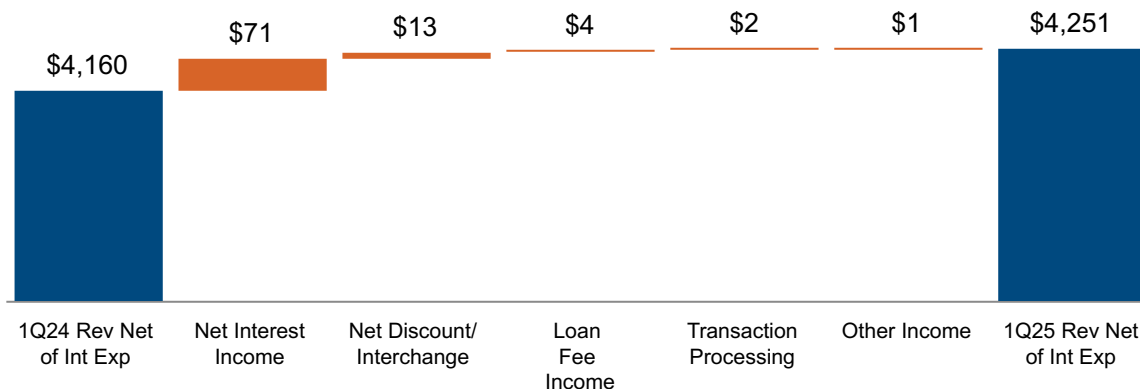 $4,160
$71
$13
$4
$2
$1
$4,251
1Q24 Rev Net
of Int Exp
Net Interest
Income
Net Discount/
Interchange
Loan
Fee
Income
Transaction
Processing
Other Income
1Q25 Rev Net
of Int Exp